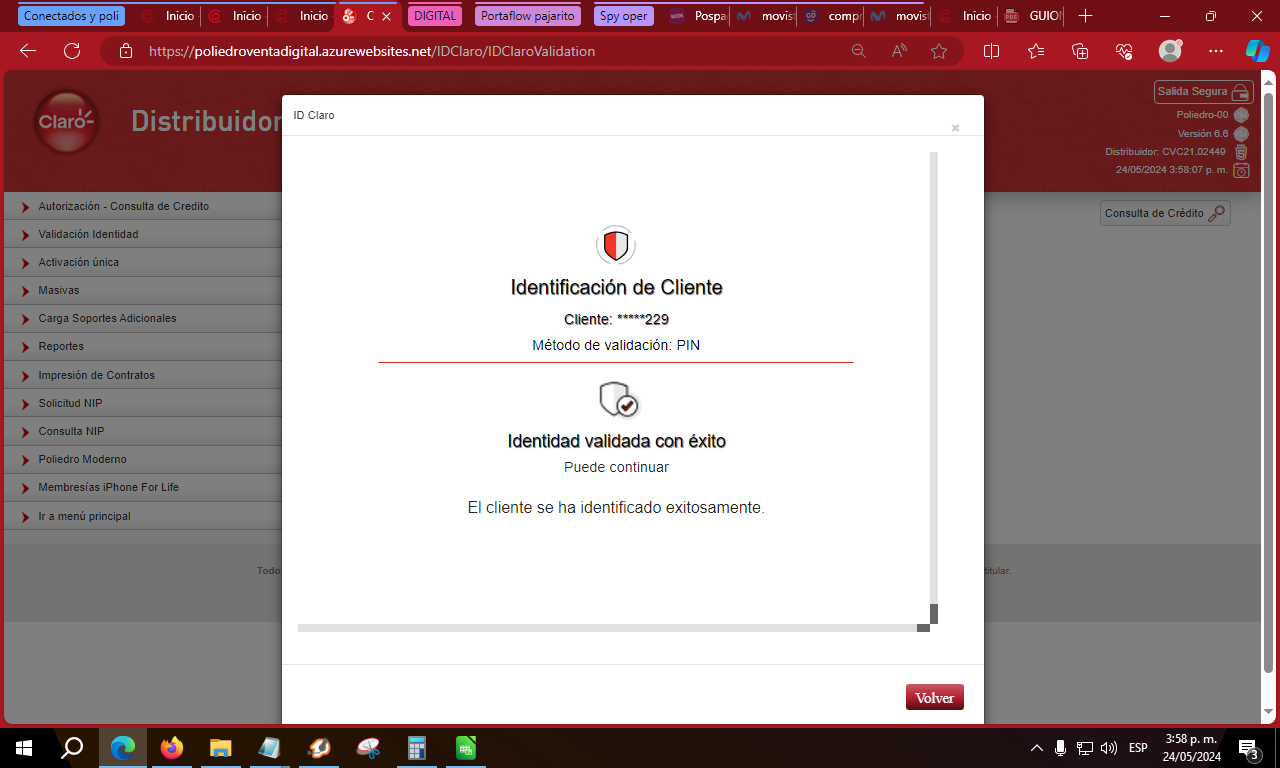 Conectados y poli
Inicio
Inicio
Inicio
C
DIGITAL
Portaflow pajarito
Spy oper
Pospa
movist
compr
movis
Inicio
GUIO
https://poliedroventadigital.azurewebsites.net/IDClaro/IDClaroValidation
Claro
Distribuidor
Salida Segura
Poliedro-00
Versión 6.6
Distribuidor: CVC21.02449
24/05/2024 3:58:07 p. m.
Autorización - Consulta de Credito
Validación Identidad
Activación única
Masivas
Carga Soportes Adicionales
Reportes
Impresión de Contratos
Solicitud NIP
Consulta NIP
Poliedro Moderno
Membresías iPhone For Life
Ir a menú principal
Consulta de Crédito
ID Claro
×
Identificación de Cliente
Cliente: *****229
Método de validación: PIN
Identidad validada con éxito
Puede continuar
El cliente se ha identificado exitosamente.
Todo
titular.
Volver
ESP
3:58 p. m.
24/05/2024
3